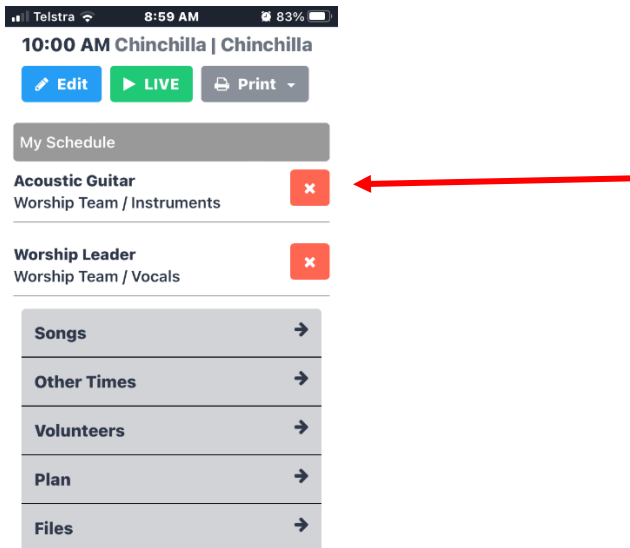 Telstra 8:59 AM 83%
10:00 AM Chinchilla | Chinchilla
Edit LIVE Print
My Schedule
Acoustic Guitar
Worship Team / Instruments
Worship Leader
Worship Team / Vocals
Songs
Other Times
Volunteers
Plan
Files